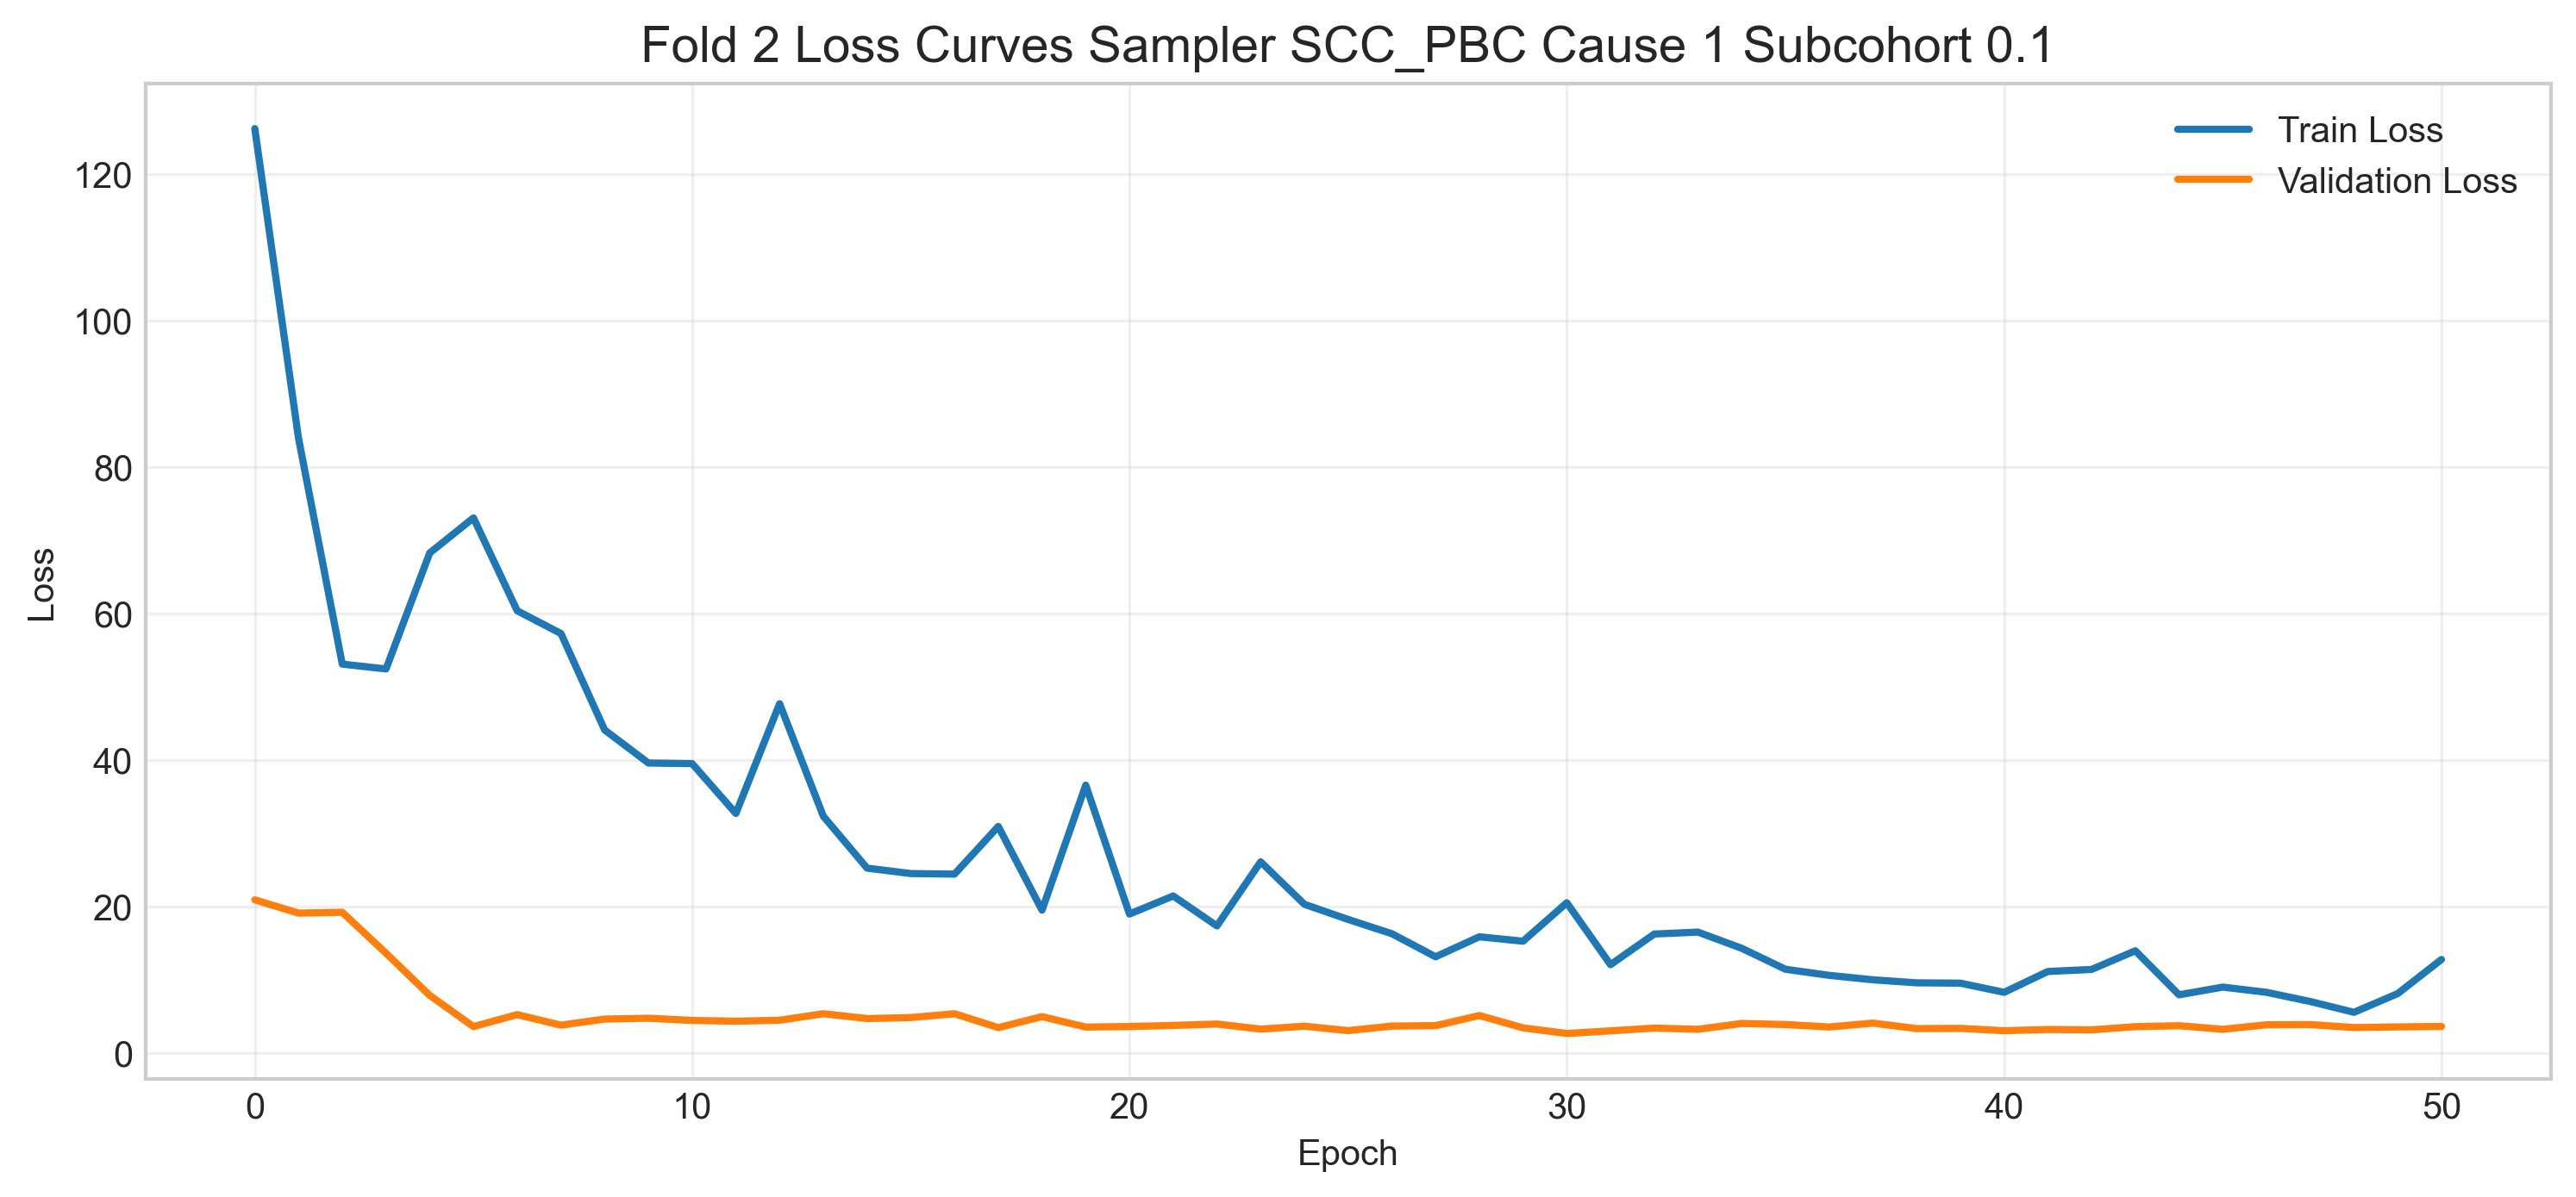 Fold 2 Loss Curves Sampler SCC_PBC Cause 1 Subcohort 0.1
Train Loss
Validation Loss
120
100
80
60
40
20
0
Loss
0 10 20 30 40 50
Epoch